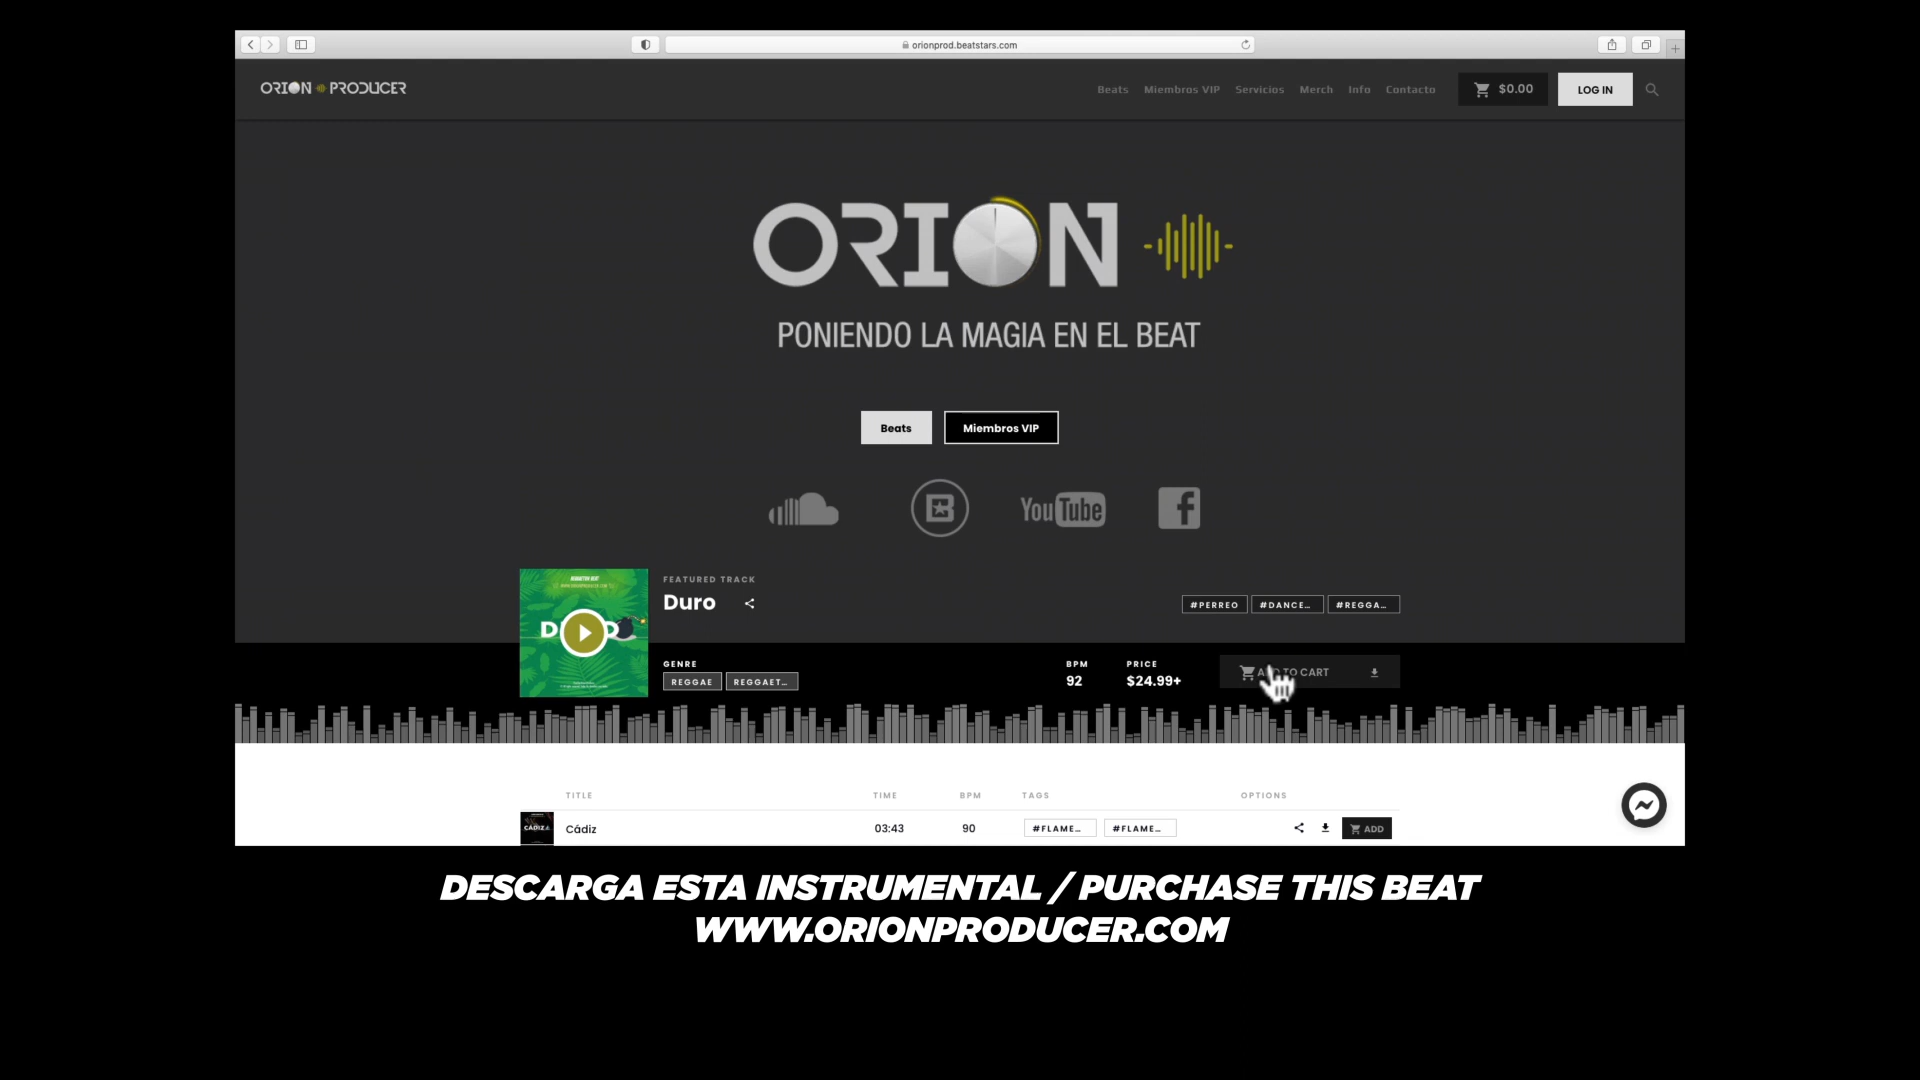 orionprod.beatstars.com
ORION PRODUCER
Beats Miembros VIP Servicios Merch Info Contacto $0.00 LOG IN
ORION
PONIENDO LA MAGIA EN EL BEAT
Beats Miembros VIP
YouTube
FEATURED TRACK
Duro
#PERREO #DANCE... #REGGA...
GENRE
REGGAE REGGAET...
BPM PRICE
92 $24.99+
ADD TO CART
TITLE TIME BPM TAGS OPTIONS
CÁDIZ
Cádiz 03:43 90 #FLAME... #FLAME... ADD
DESCARGA ESTA INSTRUMENTAL / PURCHASE THIS BEAT
WWW.ORIONPRODUCER.COM